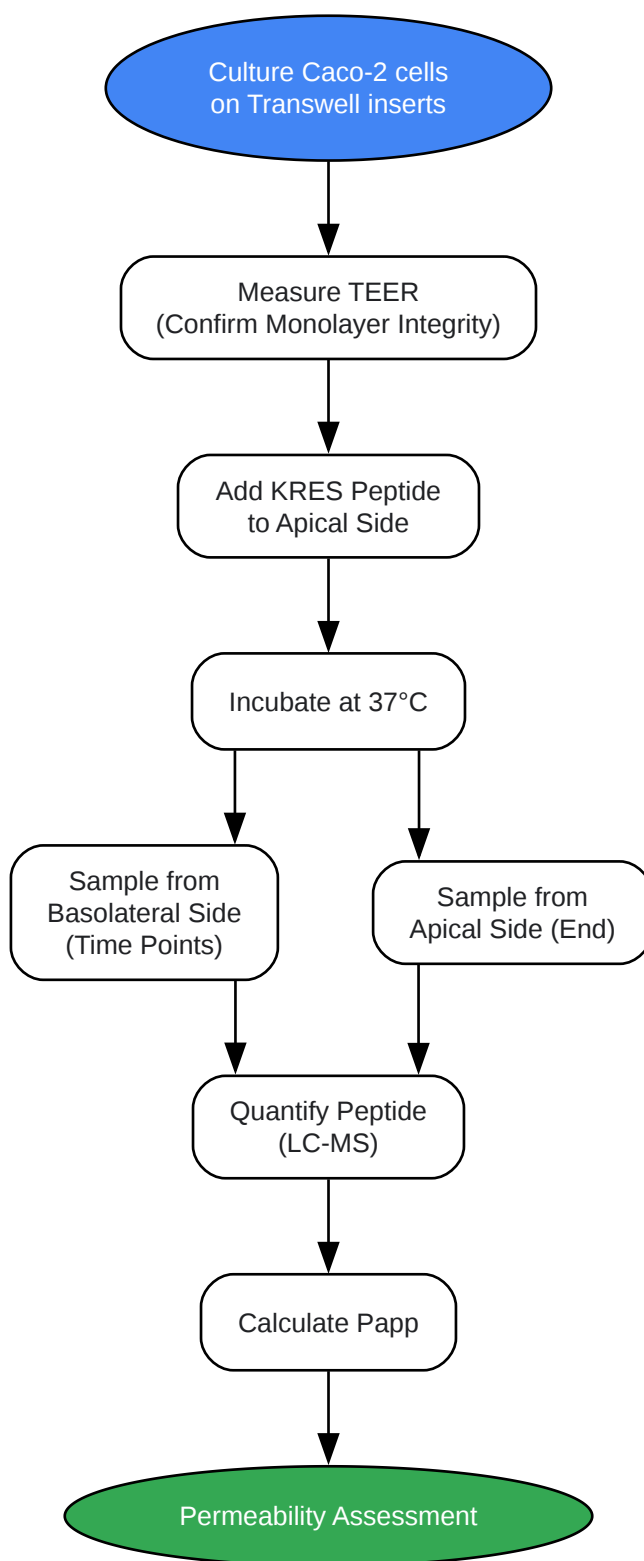 Culture Caco-2 cells
on Transwell inserts
Measure TEER
(Confirm Monolayer Integrity)
Add KRES Peptide
to Apical Side
Incubate at 37°C
Sample from
Basolateral Side
(Time Points)
Sample from
Apical Side (End)
Quantify Peptide
(LC-MS)
Calculate Papp
Permeability Assessment